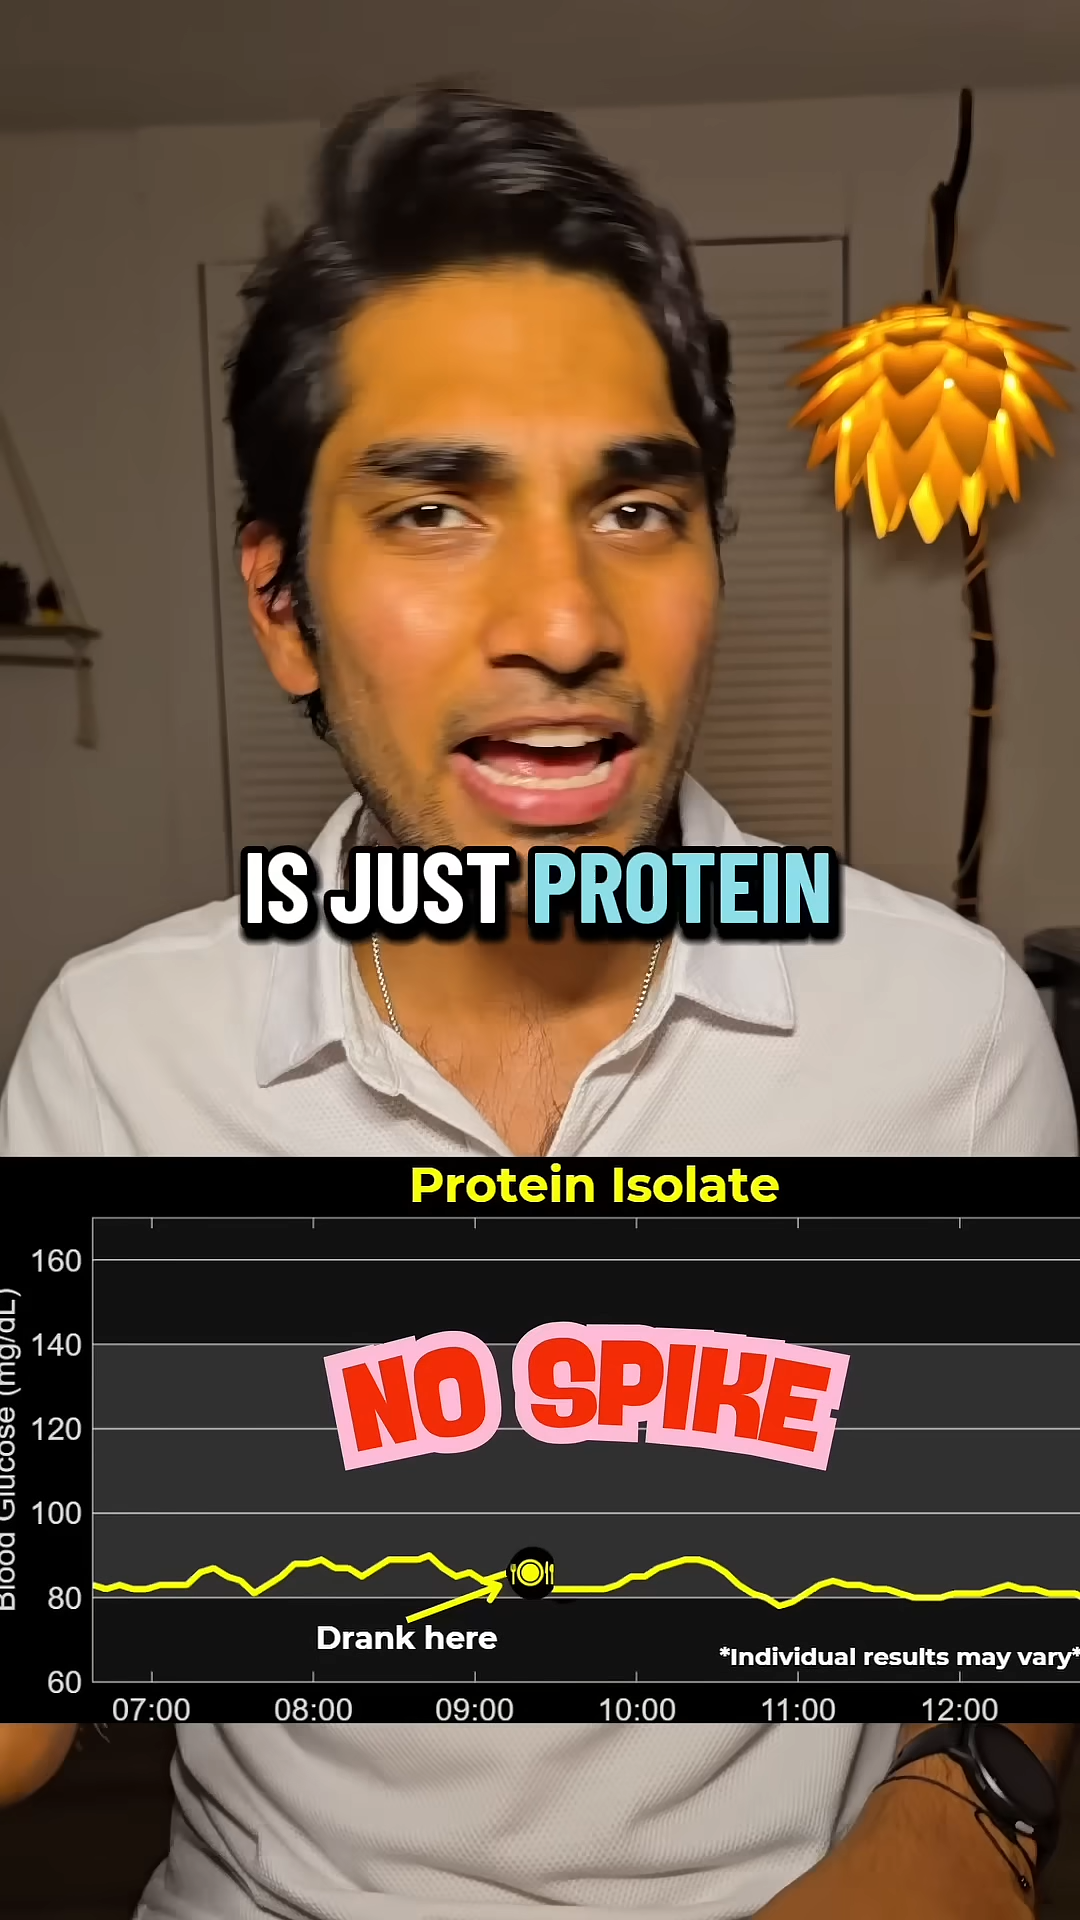 IS JUST PROTEIN
Protein Isolate
Blood Glucose (mg/dL)
160
140
120
100
80
60
NO SPIKE
Drank here
*Individual results may vary*
07:00
08:00
09:00
10:00
11:00
12:00